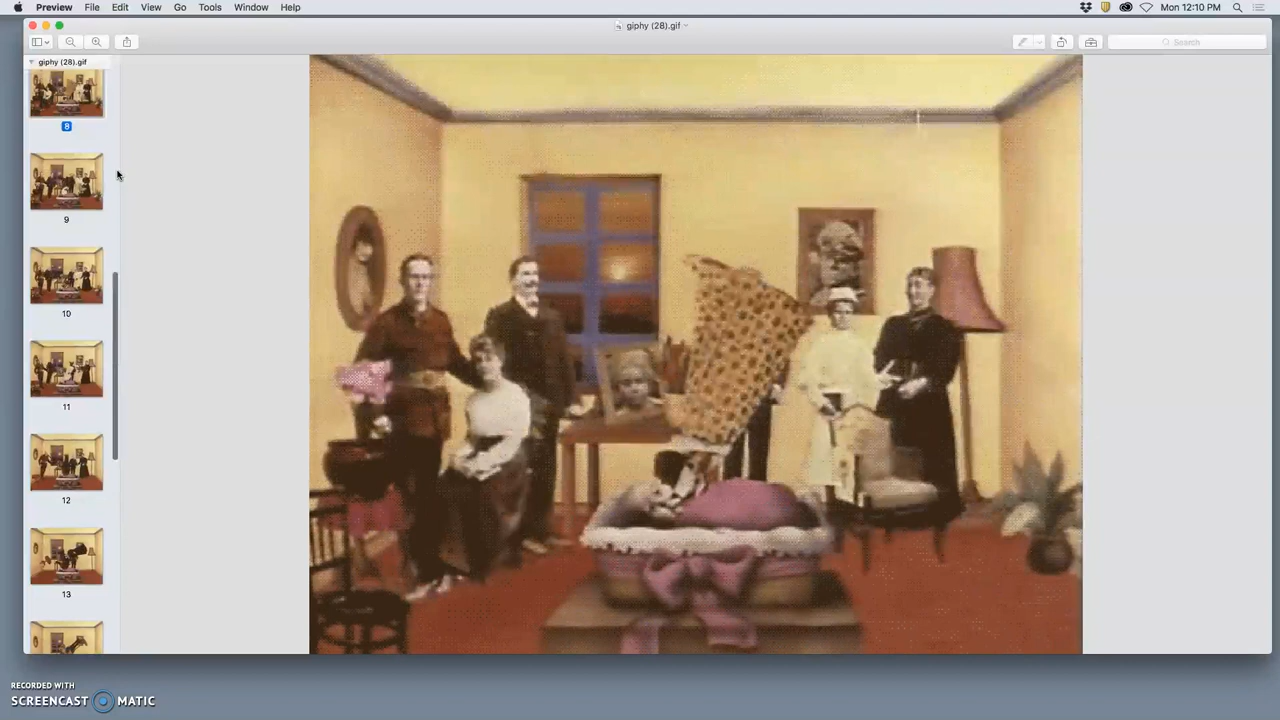 Preview File Edit View Go Tools Window Help Mon 12:10 PM
giphy (28).gif
Search
giphy (28).gif
8
9
10
11
12
13
RECORDED WITH
SCREENCAST MATIC